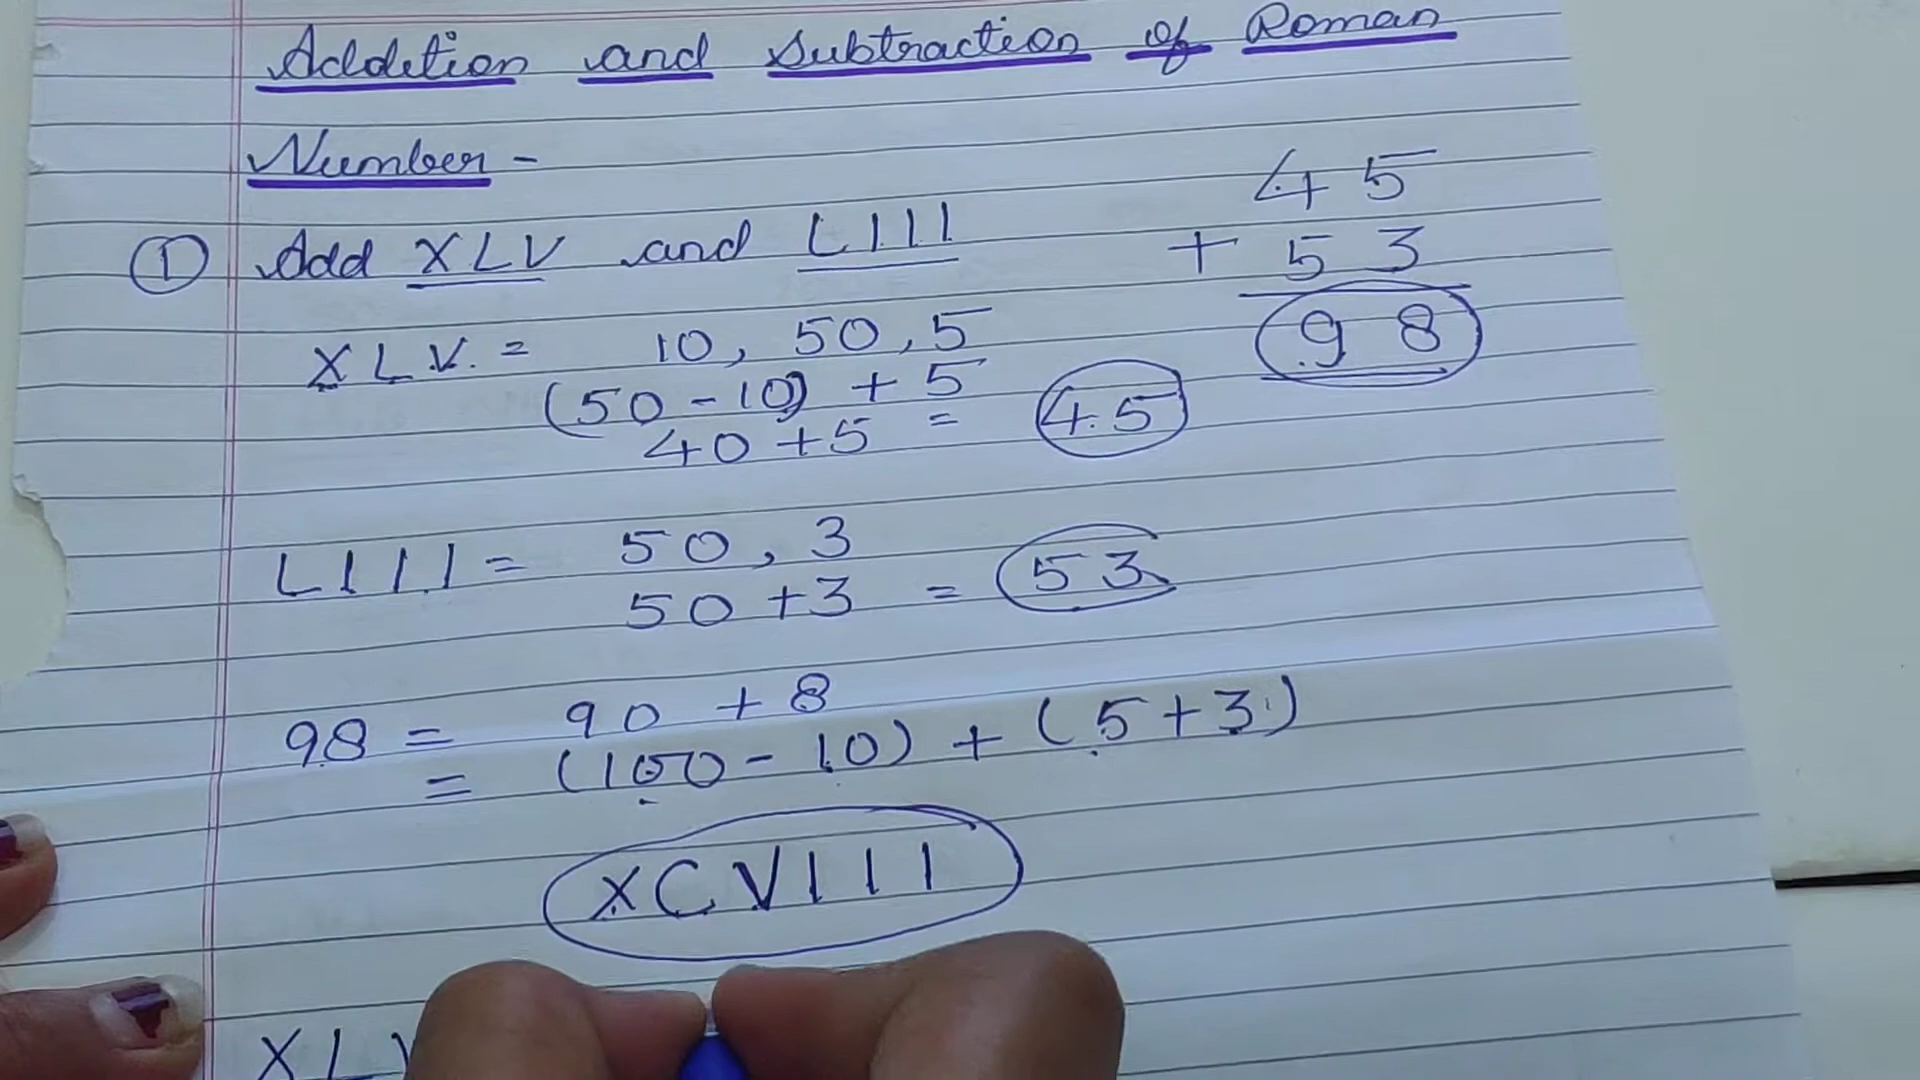 Addition and Subtraction of Roman
Number -
① Add XLV and LIII
45
+ 53
98
XLV = 10, 50, 5
(50 - 10) + 5
40 + 5 = 45
LIII = 50, 3
50 + 3 = 53
98 = 90 + 8
= (100 - 10) + (5 + 3)
XCVIII
XLV